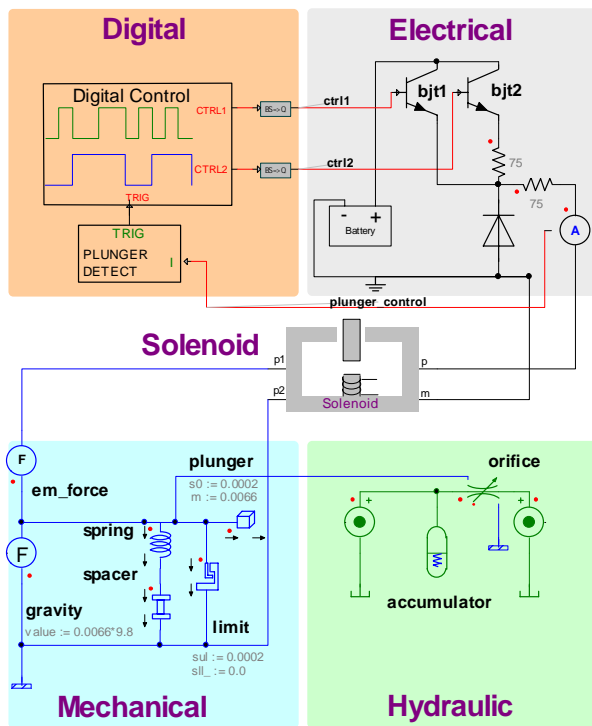 Digital
Electrical
Digital Control
CTRL1
BS=>Q
ctrl1
bjt1
bjt2
CTRL2
BS=>Q
ctrl2
75
75
TRIG
TRIG
PLUNGER
DETECT
I
- +
Battery
A
plunger_control
Solenoid
p1
p
p2
m
Solenoid
F
em_force
plunger
s0 := 0.0002
m := 0.0066
orifice
+
+
spring
F
spacer
gravity
value := 0.0066*9.8
limit
accumulator
sul := 0.0002
sll_ := 0.0
Mechanical
Hydraulic